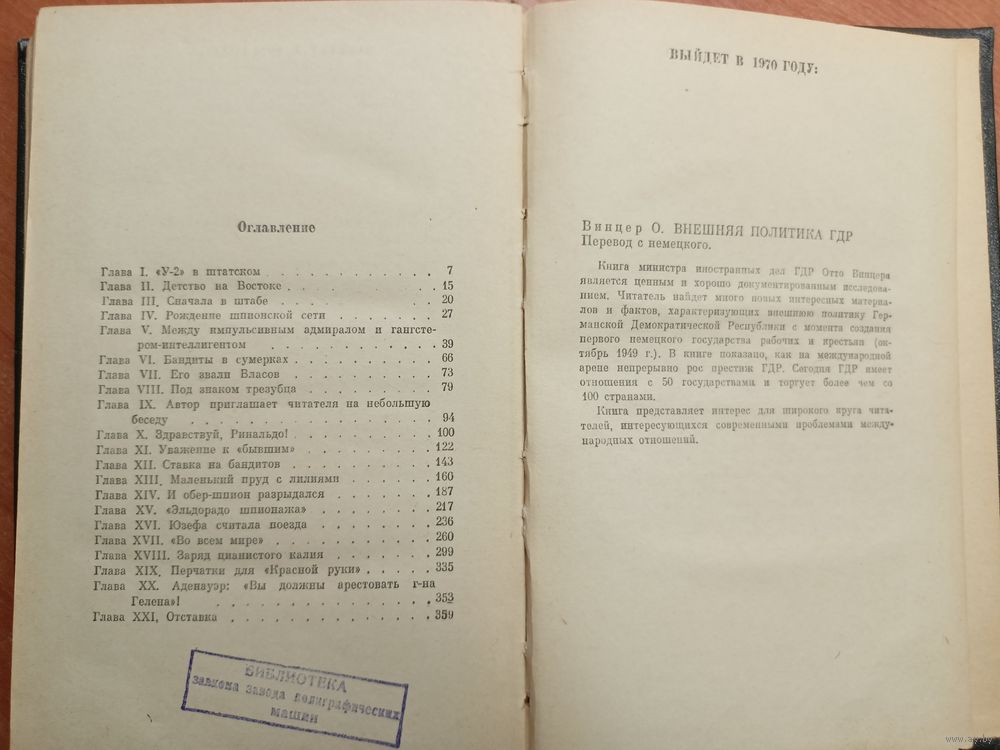 Оглавление
Глава I. «У-2» в штатском . . . . . . . . . . . . 7
Глава II. Детство на Востоке . . . . . . . . . . . 15
Глава III. Сначала в штабе . . . . . . . . . . . 20
Глава IV. Рождение шпионской сети . . . . . . . . 27
Глава V. Между импульсивным адмиралом и гангсте-
ром-интеллигентом . . . . . . . . . . . 39
Глава VI. Бандиты в сумерках . . . . . . . . . . 66
Глава VII. Его звали Власов . . . . . . . . . . 73
Глава VIII. Под знаком трезубца . . . . . . . . . 79
Глава IX. Автор приглашает читателя на небольшую
беседу . . . . . . . . . . . . . . 94
Глава X. Здравствуй, Ринальдо! . . . . . . . . . . 100
Глава XI. Уважение к «бывшим» . . . . . . . . . . 122
Глава XII. Ставка на бандитов . . . . . . . . . . 143
Глава XIII. Маленький пруд с лилиями . . . . . . . 160
Глава XIV. И обер-шпион разрыдался . . . . . . . 187
Глава XV. «Эльдорадо шпионажа» . . . . . . . . . 217
Глава XVI. Юзефа считала поезда . . . . . . . . 236
Глава XVII. «Во всем мире» . . . . . . . . . . . 260
Глава XVIII. Заряд цианистого калия . . . . . . . 299
Глава XIX. Перчатки для «Красной руки» . . . . . 335
Глава XX. Аденауэр: «Вы должны арестовать г-на
Гелена»! . . . . . . . . . . . . . 353
Глава XXI, Отставка . . . . . . . . . . . . . . 359
БИБЛИОТЕКА
завкома завода полиграфических
машин
ВЫЙДЕТ В 1970 ГОДУ:
Винцер О. ВНЕШНЯЯ ПОЛИТИКА ГДР
Перевод с немецкого.
Книга министра иностранных дел ГДР Отто Винцера
является ценным и хорошо документированным исследова-
нием. Читатель найдет много новых интересных материа-
лов и фактов, характеризующих внешнюю политику Гер-
манской Демократической Республики с момента создания
первого немецкого государства рабочих и крестьян (ок-
тябрь 1949 г.). В книге показано, как на международной
арене непрерывно рос престиж ГДР. Сегодня ГДР имеет
отношения с 50 государствами и торгует более чем со
100 странами.
Книга представляет интерес для широкого круга чита-
телей, интересующихся современными проблемами между-
народных отношений.
www.ay.by